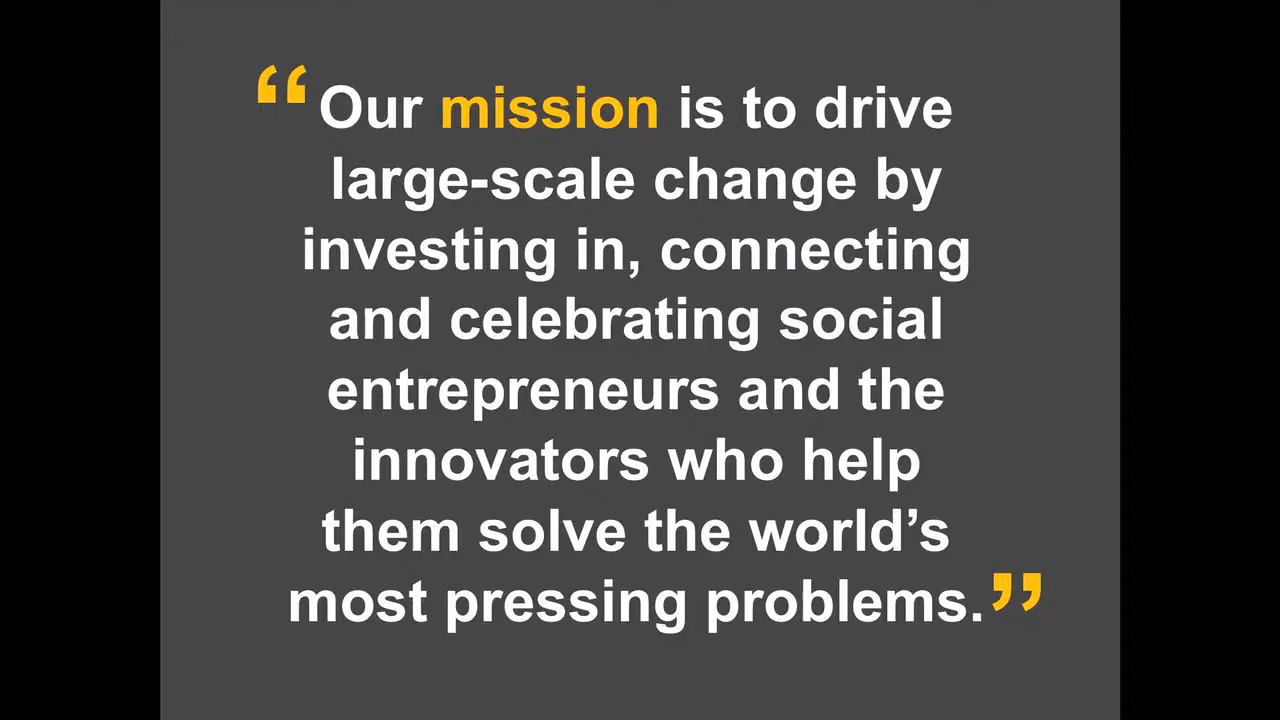 “Our mission is to drive
large-scale change by
investing in, connecting
and celebrating social
entrepreneurs and the
innovators who help
them solve the world’s
most pressing problems.”